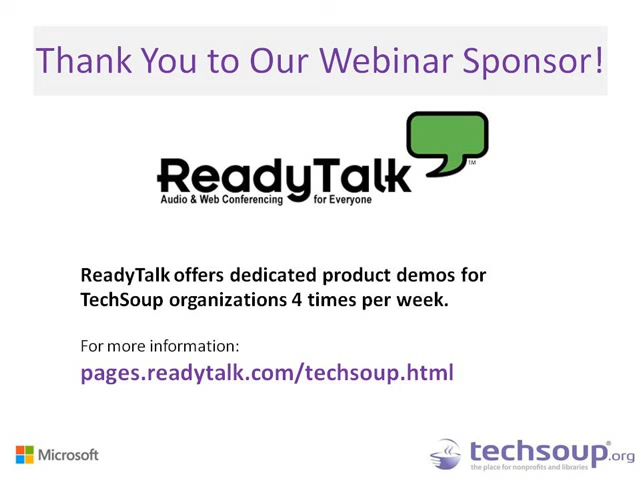 Thank You to Our Webinar Sponsor!
ReadyTalk™
Audio & Web Conferencing for Everyone
ReadyTalk offers dedicated product demos for
TechSoup organizations 4 times per week.
For more information:
pages.readytalk.com/techsoup.html
Microsoft
techsoup®.org
the place for nonprofits and libraries